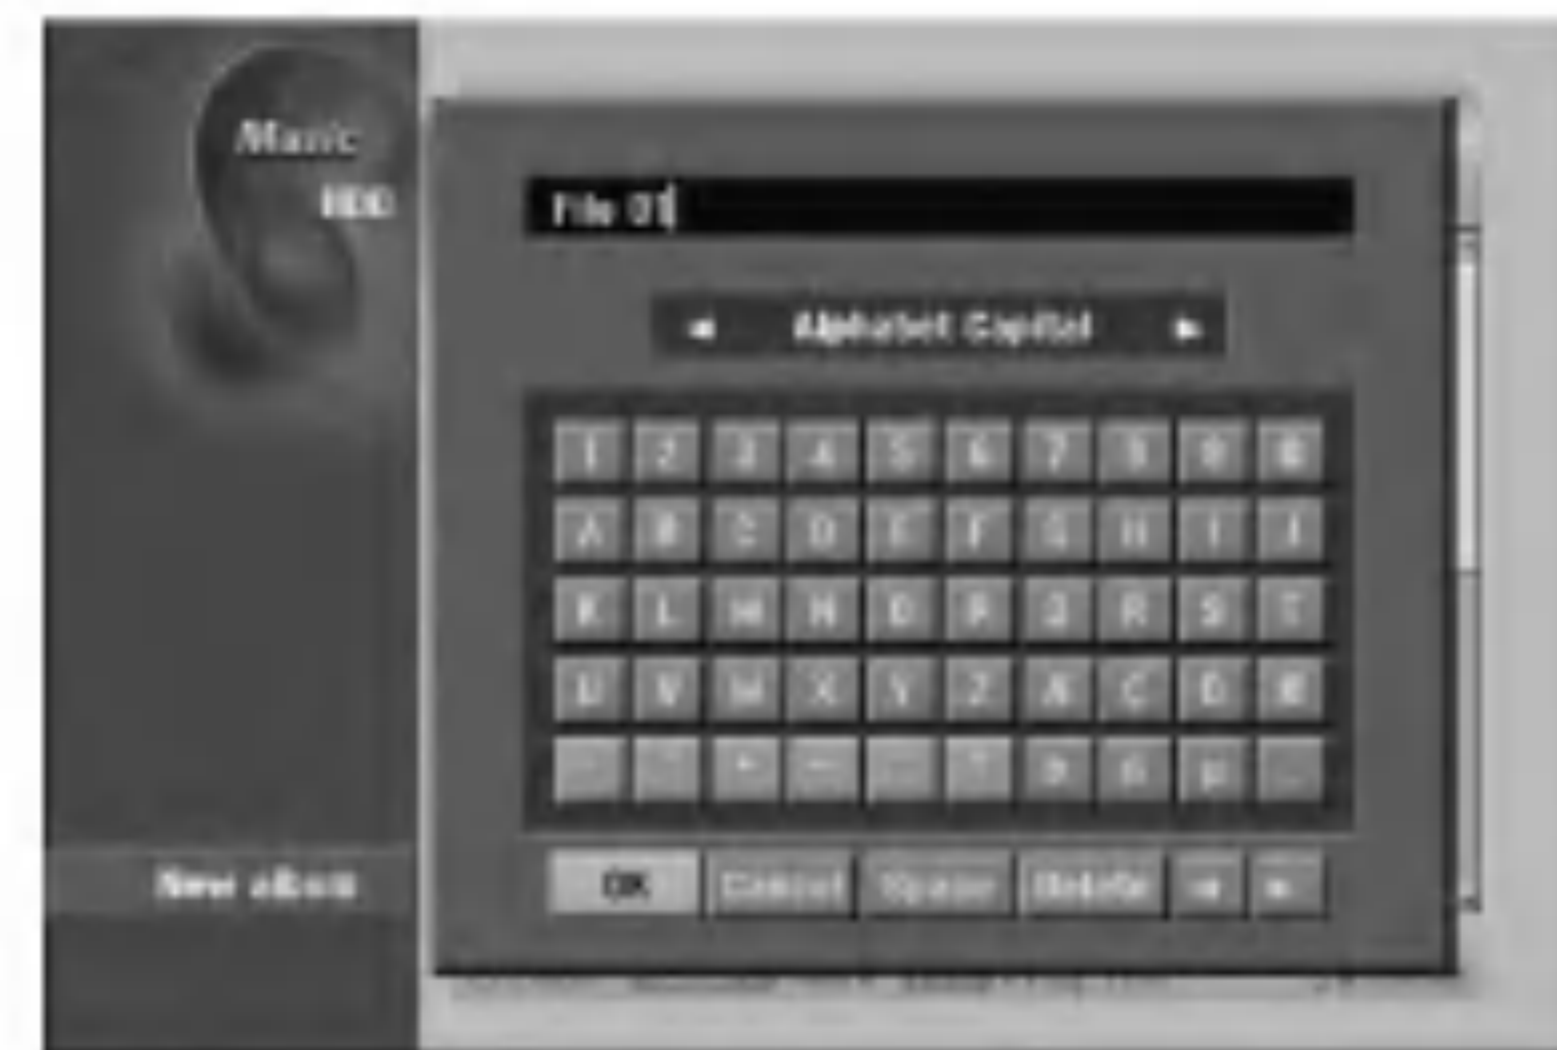 Music
HDD
File 01
◄ Alphabet Capital ►
1 2 3 4 5 6 7 8 9 0
A B C D E F G H I J
K L M N O P Q R S T
U V W X Y Z
New album
OK Cancel Space Delete ◄ ►